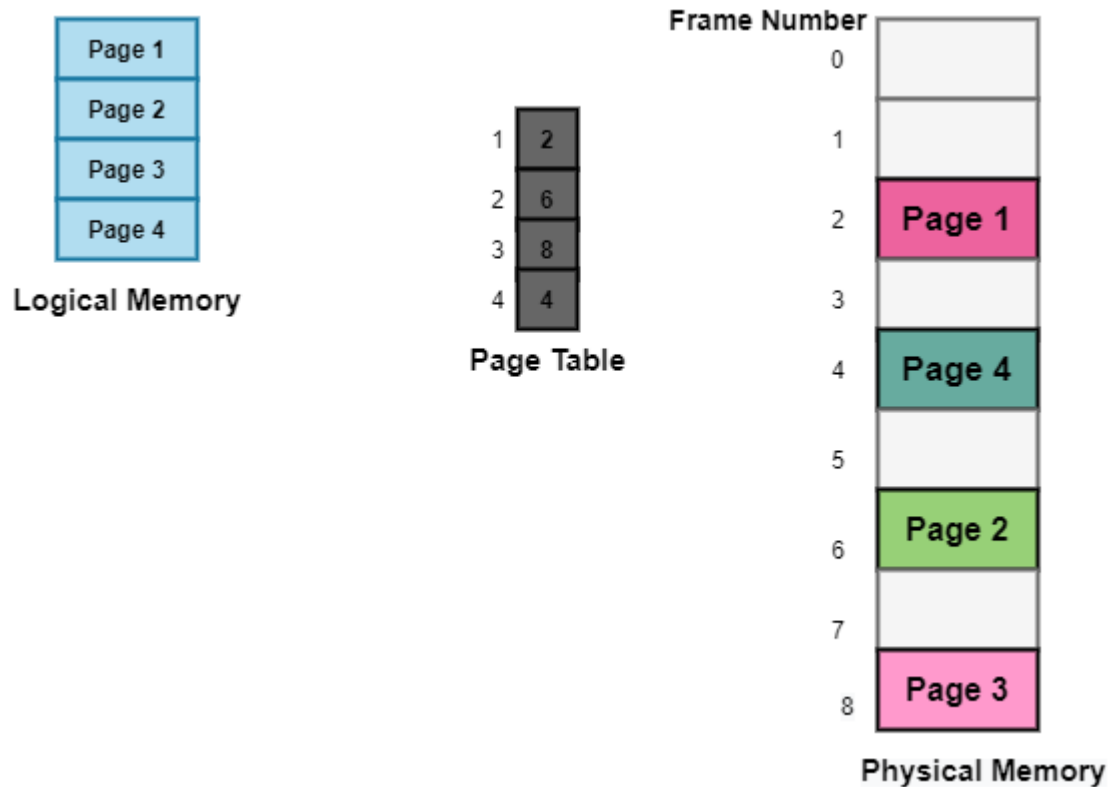 Page 1
Page 2
Page 3
Page 4
Logical Memory
1 2
2 6
3 8
4 4
Page Table
Frame Number
0
1
2 Page 1
3
4 Page 4
5
6 Page 2
7
8 Page 3
Physical Memory